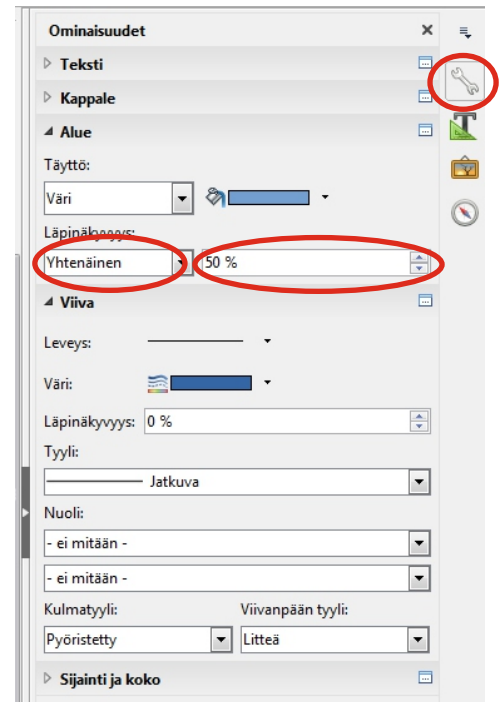 Ominaisuudet
Teksti
Kappale
Alue
Täyttö:
Väri
Läpinäkyvyys:
Yhtenäinen 50 %
Viiva
Leveys:
Väri:
Läpinäkyvyys: 0 %
Tyyli:
Jatkuva
Nuoli:
- ei mitään -
- ei mitään -
Kulmatyyli: Viivanpään tyyli:
Pyöristetty Litteä
Sijainti ja koko